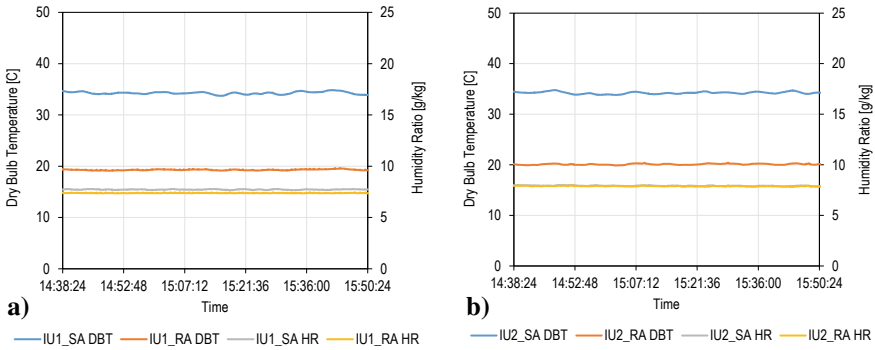 50
40
30
20
10
0
Dry Bulb Temperature [C]
25
20
15
10
5
0
Humidity Ratio [g/kg]
14:38:24 14:52:48 15:07:12 15:21:36 15:36:00 15:50:24
Time
a)
IU1_SA DBT IU1_RA DBT IU1_SA HR IU1_RA HR
50
40
30
20
10
0
Dry Bulb Temperature [C]
25
20
15
10
5
0
Humidity Ratio [g/kg]
14:38:24 14:52:48 15:07:12 15:21:36 15:36:00 15:50:24
Time
b)
IU2_SA DBT IU2_RA DBT IU2_SA HR IU2_RA HR